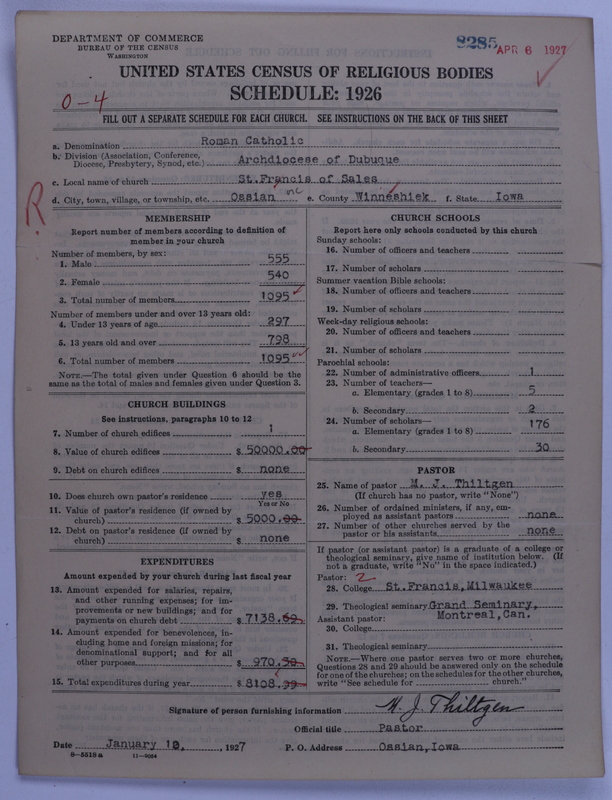 DEPARTMENT OF COMMERCE
BUREAU OF THE CENSUS
WASHINGTON
8285 APR 6 1927
UNITED STATES CENSUS OF RELIGIOUS BODIES
SCHEDULE: 1926
0-4
FILL OUT A SEPARATE SCHEDULE FOR EACH CHURCH. SEE INSTRUCTIONS ON THE BACK OF THIS SHEET
a. Denomination Roman Catholic
b. Division (Association, Conference, Diocese, Presbytery, Synod, etc.) Archdiocese of Dubuque
c. Local name of church St.Francis of Sales
d. City, town, village, or township, etc. Ossian inc e. County Winneshiek f. State Iowa
R
MEMBERSHIP
Report number of members according to definition of
member in your church
Number of members, by sex:
1. Male 555
2. Female 540
3. Total number of members 1095
Number of members under and over 13 years old:
4. Under 13 years of age 297
5. 13 years old and over 798
6. Total number of members 1095
NOTE.—The total given under Question 6 should be
same as the total of males and females given under Question 3.
CHURCH BUILDINGS
See instructions, paragraphs 10 to 12
7. Number of church edifices 1
8. Value of church edifices $ 50000.00
9. Debt on church edifices $ none
10. Does church own pastor's residence yes
Yes or No
11. Value of pastor's residence (if owned by
church) $ 5000.00
12. Debt on pastor's residence (if owned by
church) $ none
EXPENDITURES
Amount expended by your church during last fiscal year
13. Amount expended for salaries, repairs,
and other running expenses; for im-
provements or new buildings; and for
payments on church debt $ 7138.69
14. Amount expended for benevolences, in-
cluding home and foreign missions; for
denominational support; and for all
other purposes $ 970.30
15. Total expenditures during year $ 8108.99
CHURCH SCHOOLS
Report here only schools conducted by this church
Sunday schools:
16. Number of officers and teachers
17. Number of scholars
Summer vacation Bible schools:
18. Number of officers and teachers
19. Number of scholars
Week-day religious schools:
20. Number of officers and teachers
21. Number of scholars
Parochial schools:
22. Number of administrative officers 1
23. Number of teachers—
a. Elementary (grades 1 to 8) 5
b. Secondary 2
24. Number of scholars—
a. Elementary (grades 1 to 8) 176
b. Secondary 30
PASTOR
25. Name of pastor M. J. Thiltgen
(If church has no pastor, write "None")
26. Number of ordained ministers, if any, em-
ployed as assistant pastors none
27. Number of other churches served by the
pastor or his assistants none
If pastor (or assistant pastor) is a graduate of a college or
theological seminary, give name of institution below. (If
not a graduate, write "No" in the space indicated.)
Pastor: 2
28. College St.Francis,Milwaukee
29. Theological seminary Grand Seminary,
Assistant pastor: Montreal,Can.
30. College
31. Theological seminary
NOTE.—Where one pastor serves two or more churches,
Questions 28 and 29 should be answered only on the schedule
for one of the churches; on the schedules for the other churches,
write "See schedule for church."
Signature of person furnishing information M. J. Thiltgen
Official title Pastor
Date January 12, 1927 P. O. Address Ossian,Iowa
8-5518a 11-9034